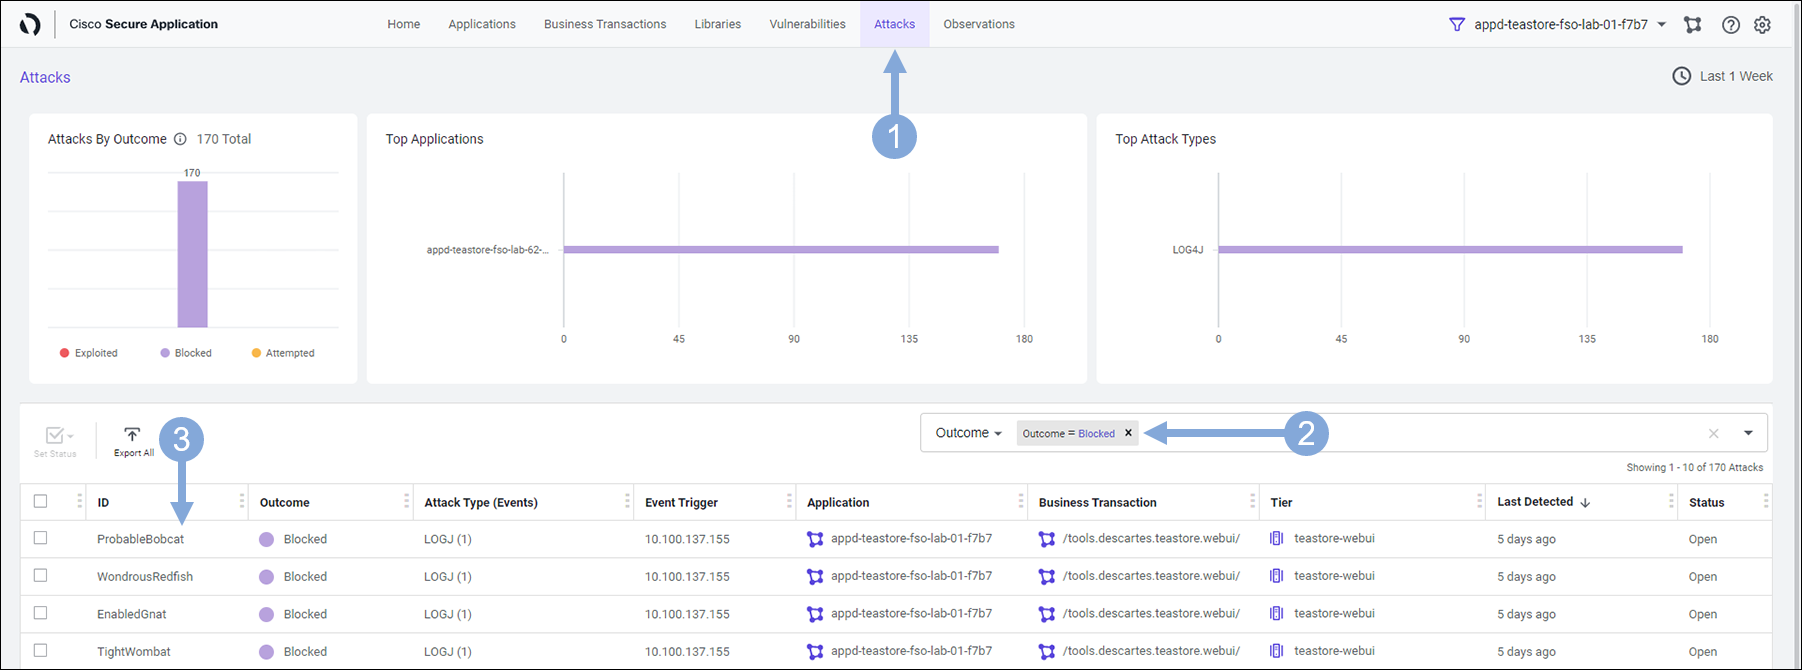 Cisco Secure Application Home Applications Business Transactions Libraries Vulnerabilities Attacks Observations appd-teastore-fso-lab-01-f7b7
Attacks Last 1 Week
1
Attacks By Outcome 170 Total
170
Exploited Blocked Attempted
Top Applications
appd-teastore-fso-lab-62-...
0 45 90 135 180
Top Attack Types
LOG4J
0 45 90 135 180
Set Status Export All 3 Outcome Outcome = Blocked x 2
Showing 1 - 10 of 170 Attacks
ID Outcome Attack Type (Events) Event Trigger Application Business Transaction Tier Last Detected Status
ProbableBobcat Blocked LOGJ (1) 10.100.137.155 appd-teastore-fso-lab-01-f7b7 /tools.descartes.teastore.webui/ teastore-webui 5 days ago Open
WondrousRedfish Blocked LOGJ (1) 10.100.137.155 appd-teastore-fso-lab-01-f7b7 /tools.descartes.teastore.webui/ teastore-webui 5 days ago Open
EnabledGnat Blocked LOGJ (1) 10.100.137.155 appd-teastore-fso-lab-01-f7b7 /tools.descartes.teastore.webui/ teastore-webui 5 days ago Open
TightWombat Blocked LOGJ (1) 10.100.137.155 appd-teastore-fso-lab-01-f7b7 /tools.descartes.teastore.webui/ teastore-webui 5 days ago Open